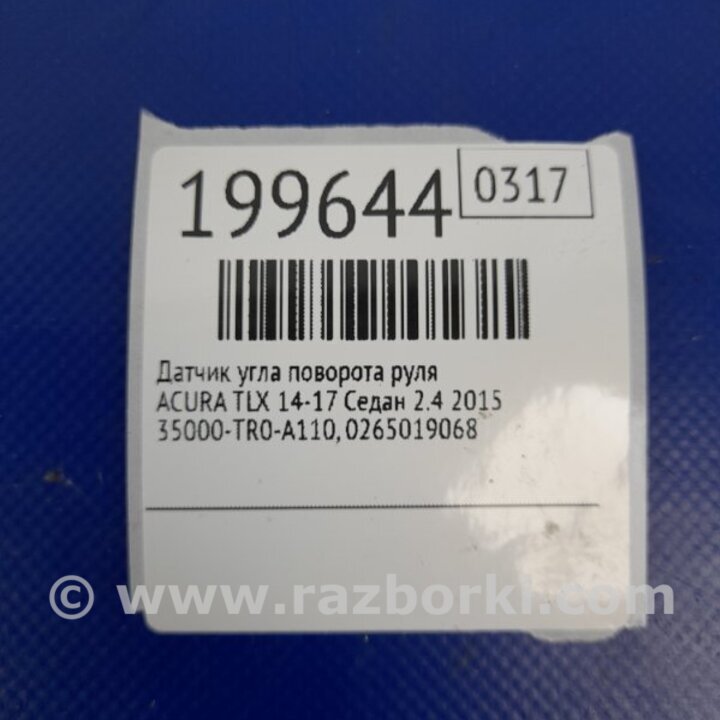 199644
0317
Датчик угла поворота руля
ACURA TLX 14-17 Седан 2.4 2015
35000-TR0-A110, 0265019068
© www.razborki.com